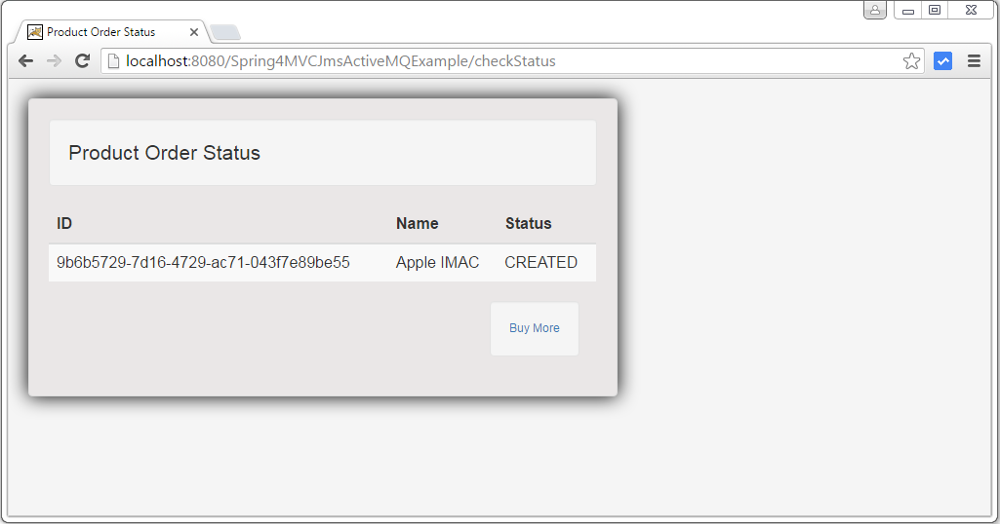 Product Order Status
localhost:8080/Spring4MVCJmsActiveMQExample/checkStatus
Product Order Status
ID Name Status
9b6b5729-7d16-4729-ac71-043f7e89be55 Apple IMAC CREATED
Buy More